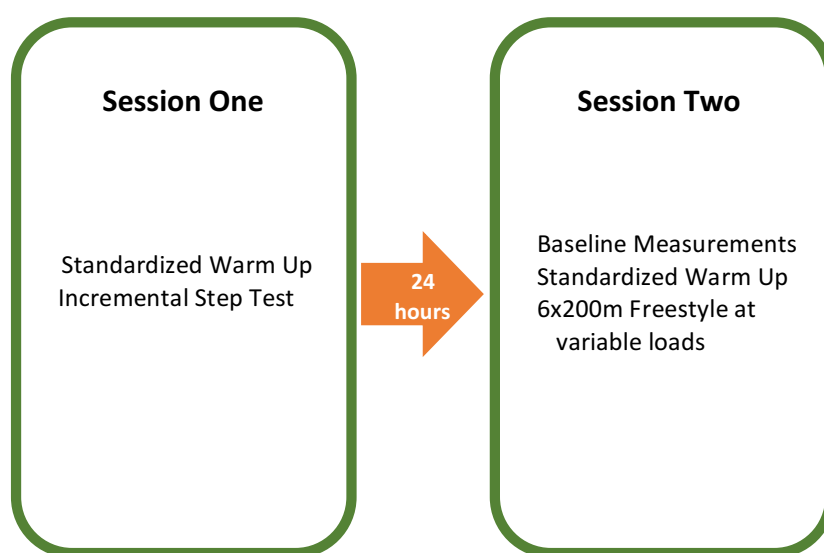 Session One
Standardized Warm Up
Incremental Step Test
24
hours
Session Two
Baseline Measurements
Standardized Warm Up
6x200m Freestyle at
variable loads